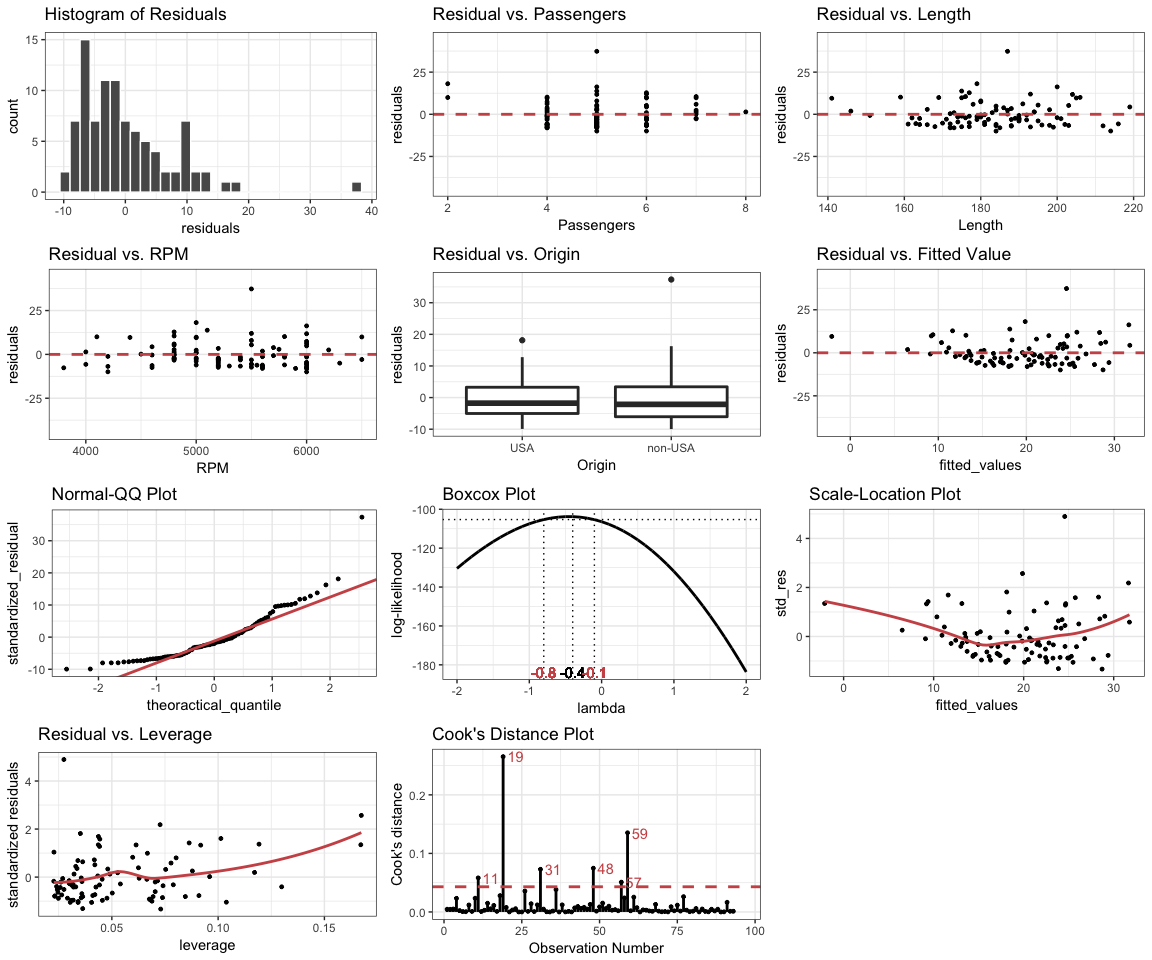 Histogram of Residuals
15
10
5
0
-10 0 10 20 30 40
residuals
count
Residual vs. Passengers
25
0
-25
2 4 6 8
Passengers
residuals
Residual vs. Length
25
0
-25
140 160 180 200 220
Length
residuals
Residual vs. RPM
25
0
-25
4000 5000 6000
RPM
residuals
Residual vs. Origin
30
20
10
0
-10
USA non-USA
Origin
residuals
Residual vs. Fitted Value
25
0
-25
0 10 20 30
fitted_values
residuals
Normal-QQ Plot
30
20
10
0
-10
-2 -1 0 1 2
theoractical_quantile
standardized_residual
Boxcox Plot
-100
-120
-140
-160
-180
-0.8 -0.4 -0.1
-2 -1 0 1 2
lambda
log-likelihood
Scale-Location Plot
4
2
0
0 10 20 30
fitted_values
std_res
Residual vs. Leverage
4
2
0
0.05 0.10 0.15
leverage
standardized residuals
Cook's Distance Plot
19
0.2
59
0.1
11 31 48 57
0.0
0 25 50 75 100
Observation Number
Cook's distance